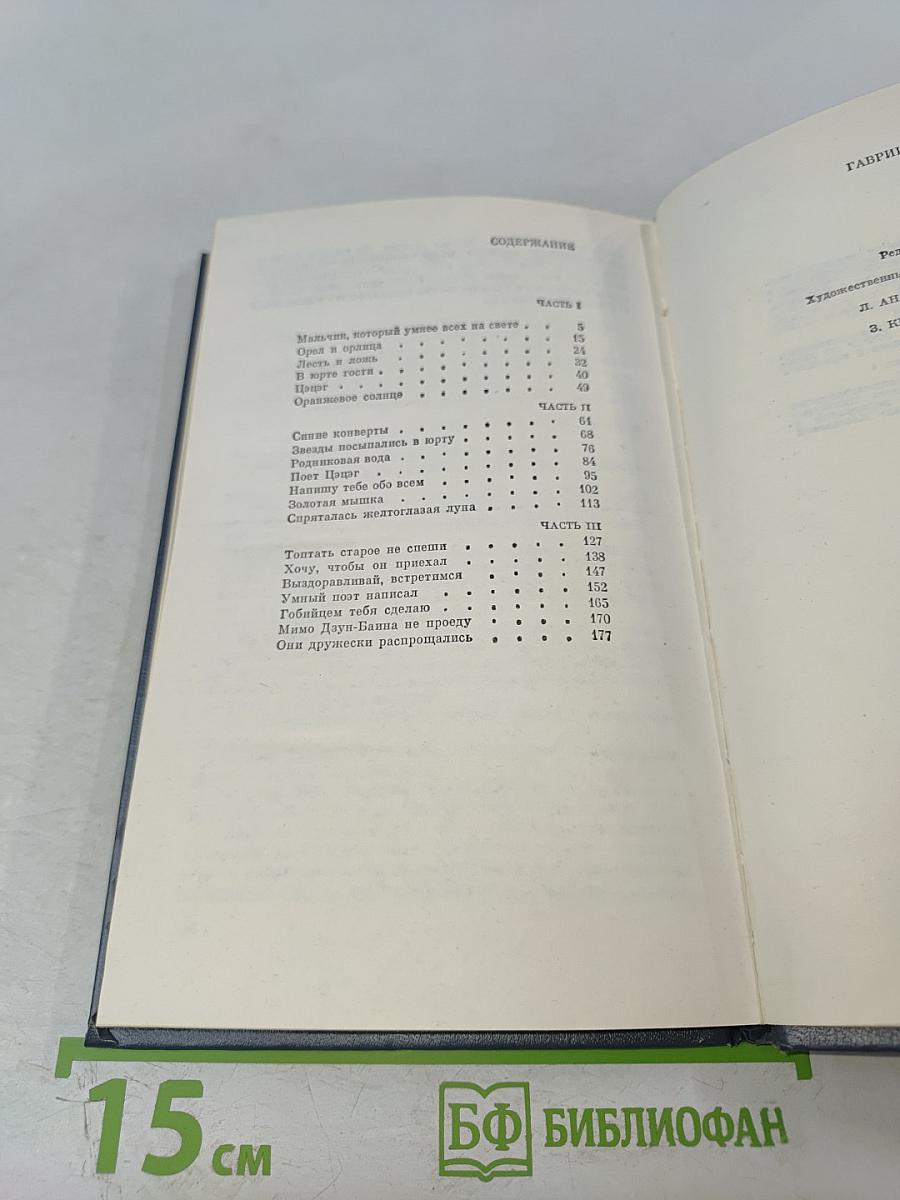 СОДЕРЖАНИЕ
ЧАСТЬ I
Мальчик, который умнее всех на свете . . 5
Орел и орлица . . . . . . . 15
Лесть и ложь . . . . . . . 24
В юрте гости . . . . . . . 32
Цэцэг . . . . . . . . . 40
Оранжевое солнце . . . . . . 49
ЧАСТЬ II
Синие конверты . . . . . . . 61
Звезды посыпались в юрту . . . . . 68
Родниковая вода . . . . . . . 76
Поет Цэцэг . . . . . . . . 84
Напишу тебе обо всем . . . . . 95
Золотая мышка . . . . . . . 102
Спряталась желтоглазая луна . . . . 113
ЧАСТЬ III
Топтать старое не спеши . . . . . 127
Хочу, чтобы он приехал . . . . . 138
Выздоравливай, встретимся . . . . 147
Умный поэт написал . . . . . . 152
Гобийцем тебя сделаю . . . . . . 165
Мимо Дзун-Баина не проеду . . . . 170
Они дружески распрощались . . . . 177
ГАВРИ
Ред
Художественны
Л. АН
З. К
15 см
БФ БИБЛИОФАН